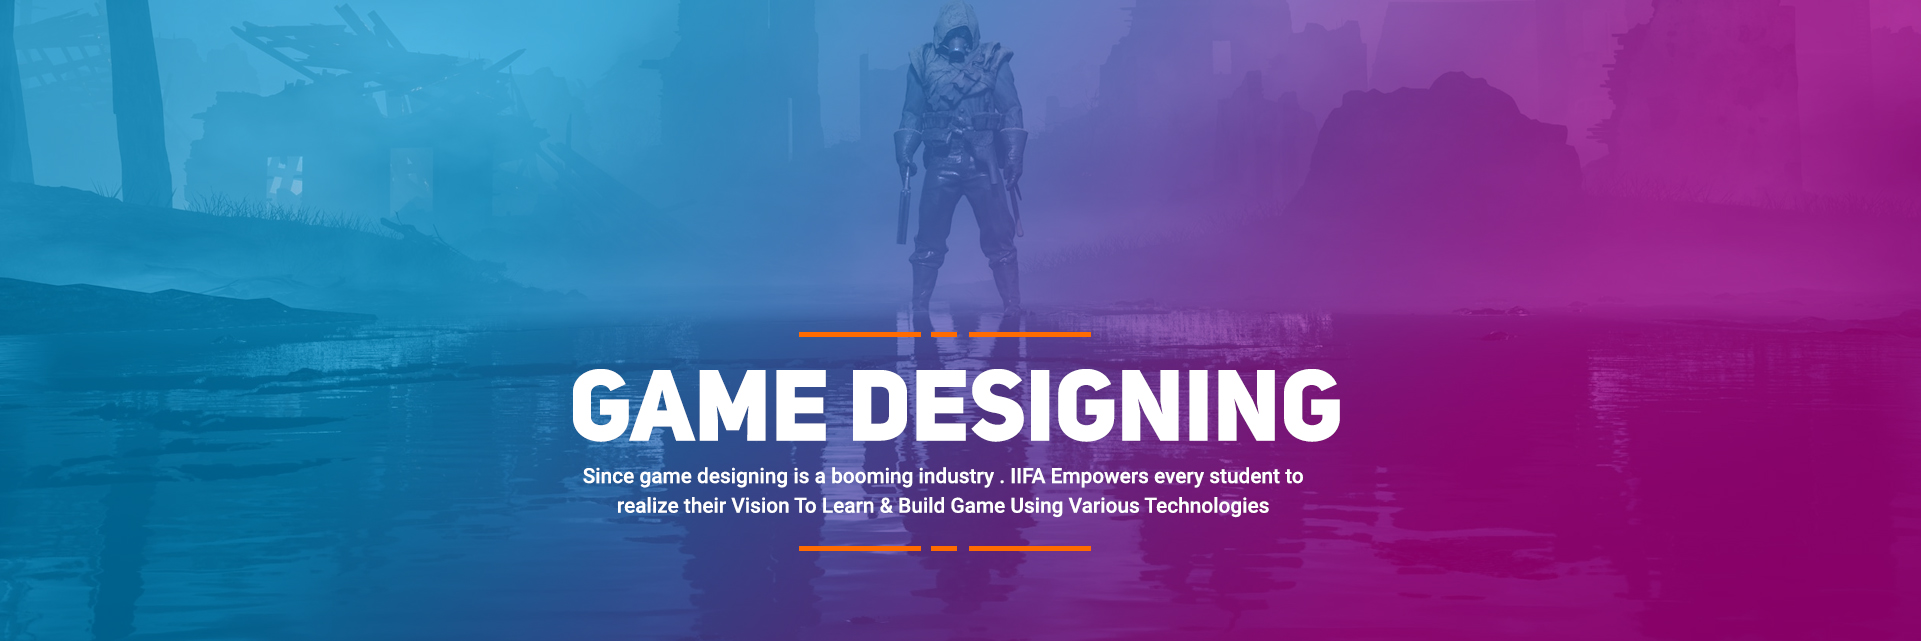 GAME DESIGNING
Since game designing is a booming industry . IIFA Empowers every student to
realize their Vision To Learn & Build Game Using Various Technologies